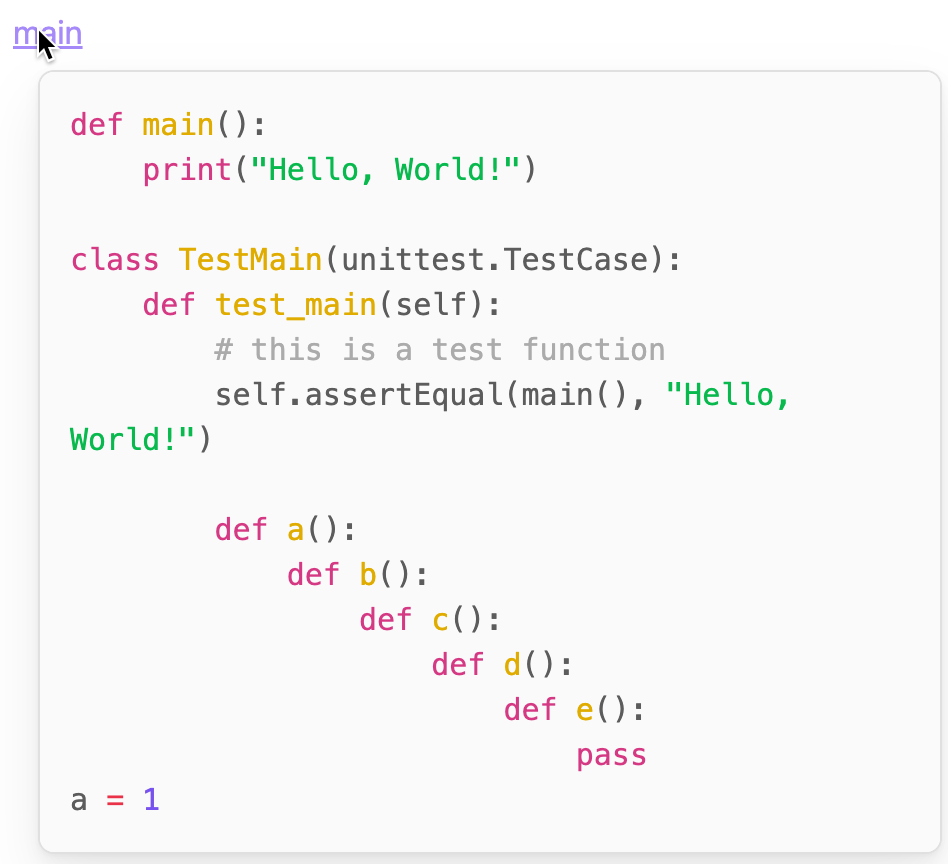 main
def main():
    print("Hello, World!")

class TestMain(unittest.TestCase):
    def test_main(self):
        # this is a test function
        self.assertEqual(main(), "Hello,
World!")

        def a():
            def b():
                def c():
                    def d():
                        def e():
                            pass
a = 1